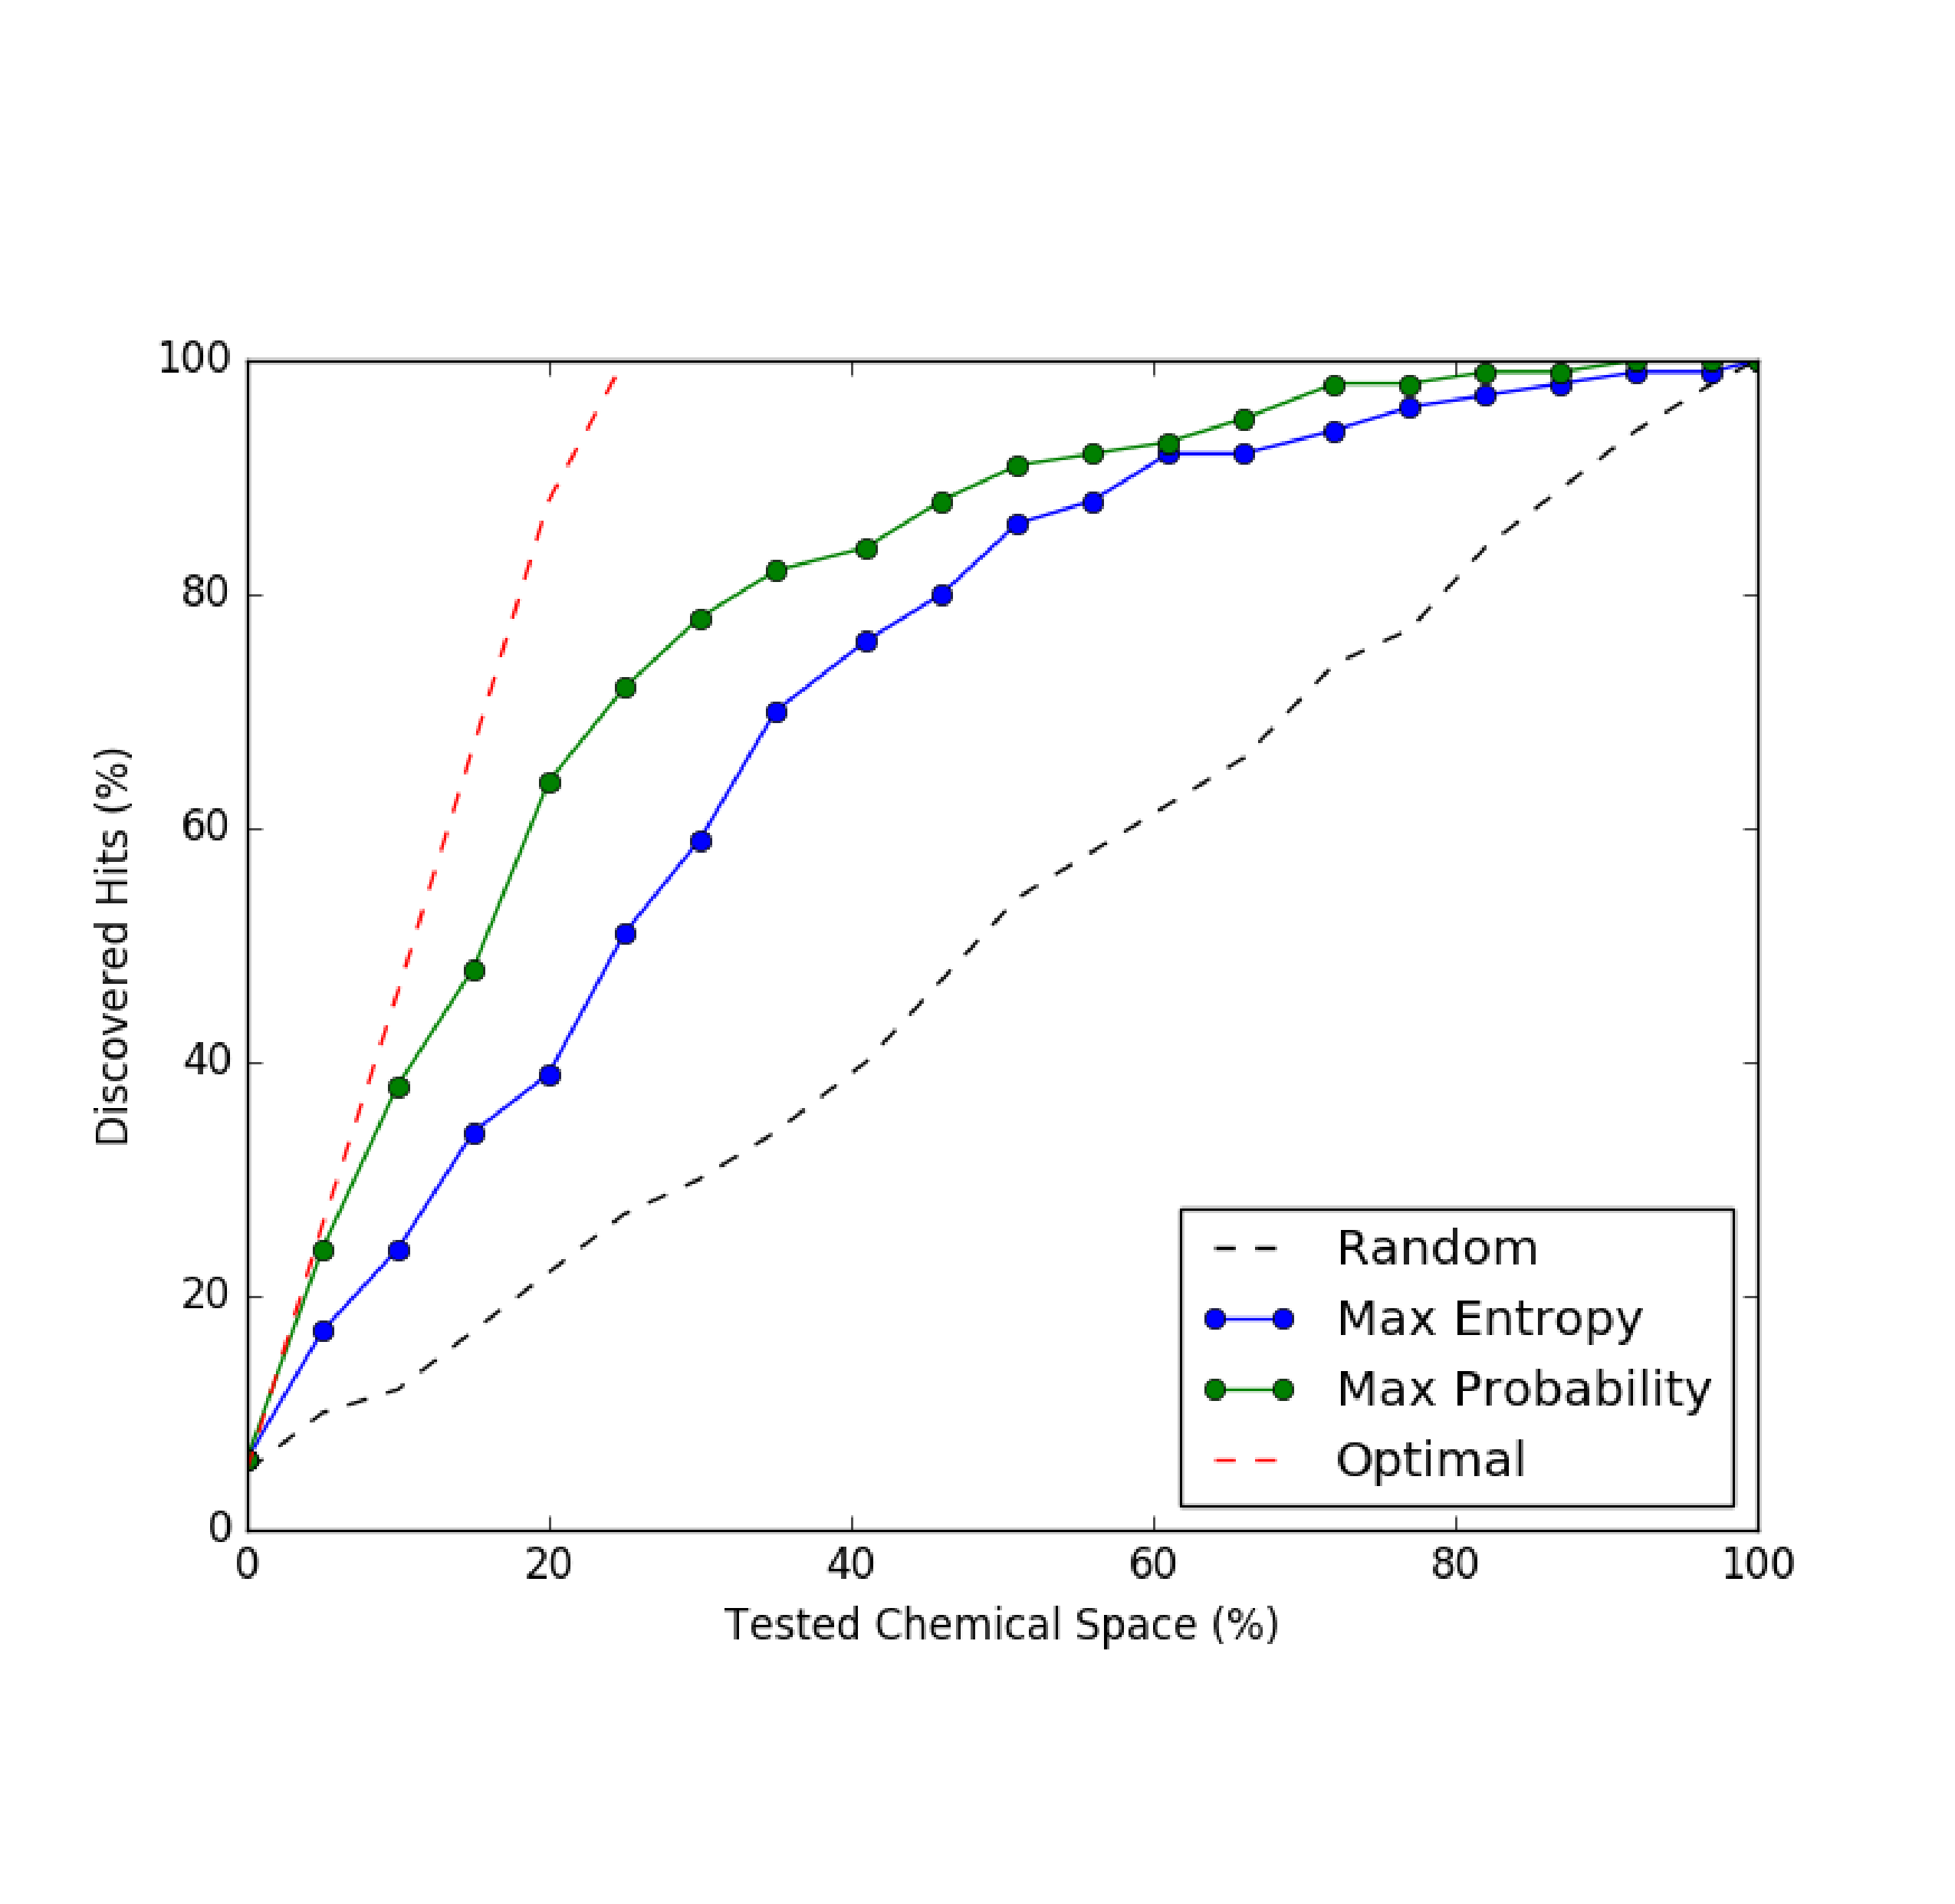 100
80
60
40
20
0
Discovered Hits (%)
0 20 40 60 80 100
Tested Chemical Space (%)
Random
Max Entropy
Max Probability
Optimal